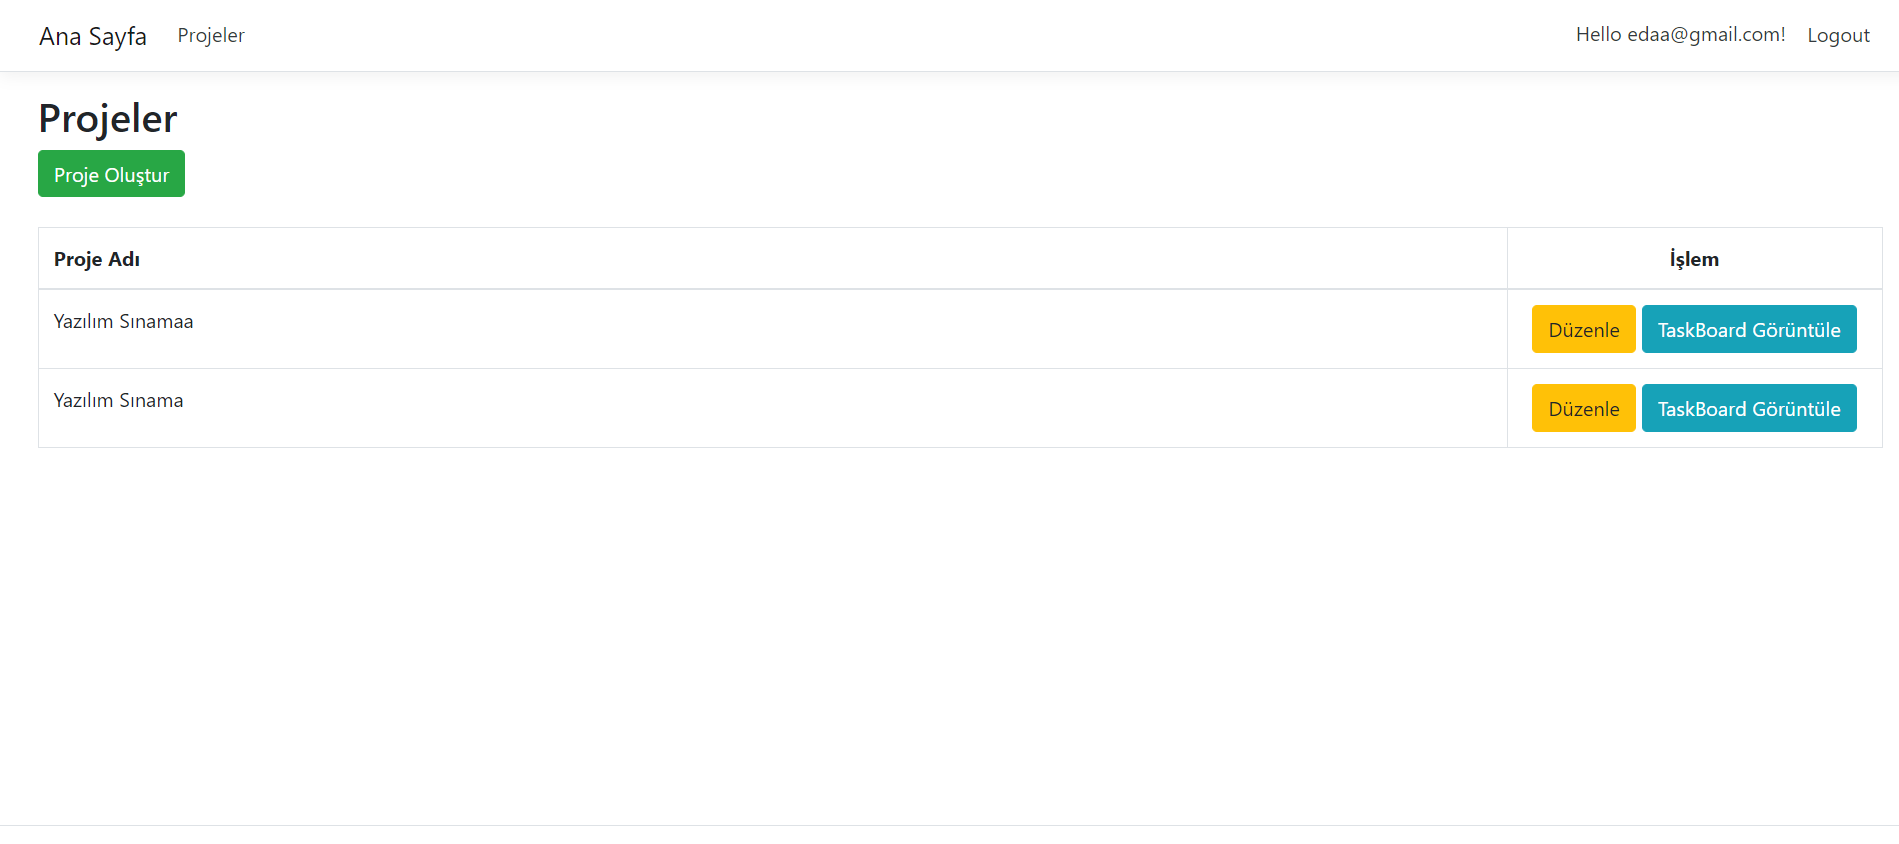 Ana Sayfa Projeler Hello edaa@gmail.com! Logout
Projeler
Proje Oluştur
Proje Adı İşlem
Yazılım Sınamaa Düzenle TaskBoard Görüntüle
Yazılım Sınama Düzenle TaskBoard Görüntüle